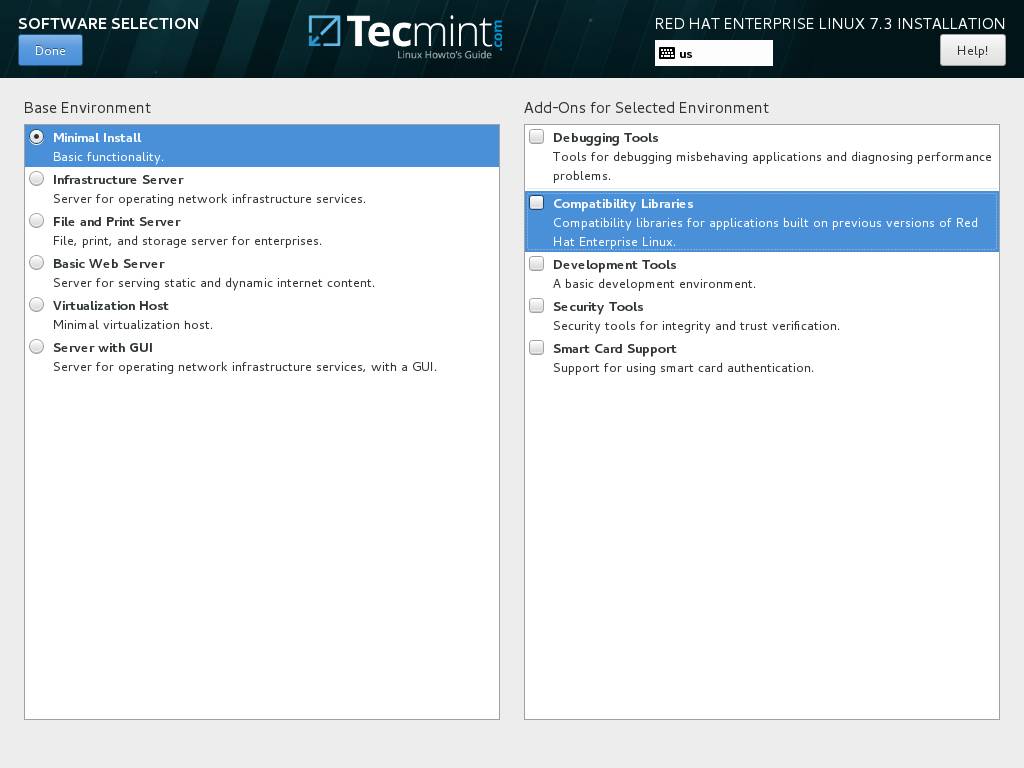 SOFTWARE SELECTION
Done
Tecmint.com
Linux Howto's Guide
RED HAT ENTERPRISE LINUX 7.3 INSTALLATION
us
Help!
Base Environment
Minimal Install
Basic functionality.
Infrastructure Server
Server for operating network infrastructure services.
File and Print Server
File, print, and storage server for enterprises.
Basic Web Server
Server for serving static and dynamic internet content.
Virtualization Host
Minimal virtualization host.
Server with GUI
Server for operating network infrastructure services, with a GUI.
Add-Ons for Selected Environment
Debugging Tools
Tools for debugging misbehaving applications and diagnosing performance
problems.
Compatibility Libraries
Compatibility libraries for applications built on previous versions of Red
Hat Enterprise Linux.
Development Tools
A basic development environment.
Security Tools
Security tools for integrity and trust verification.
Smart Card Support
Support for using smart card authentication.